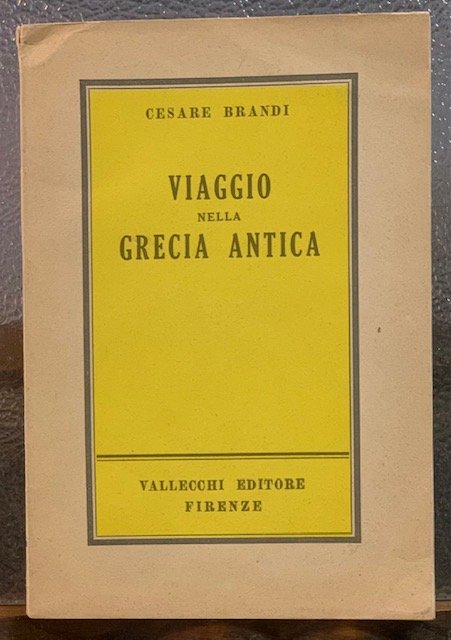 CESARE BRANDI
VIAGGIO
NELLA
GRECIA ANTICA
VALLECCHI EDITORE
FIRENZE